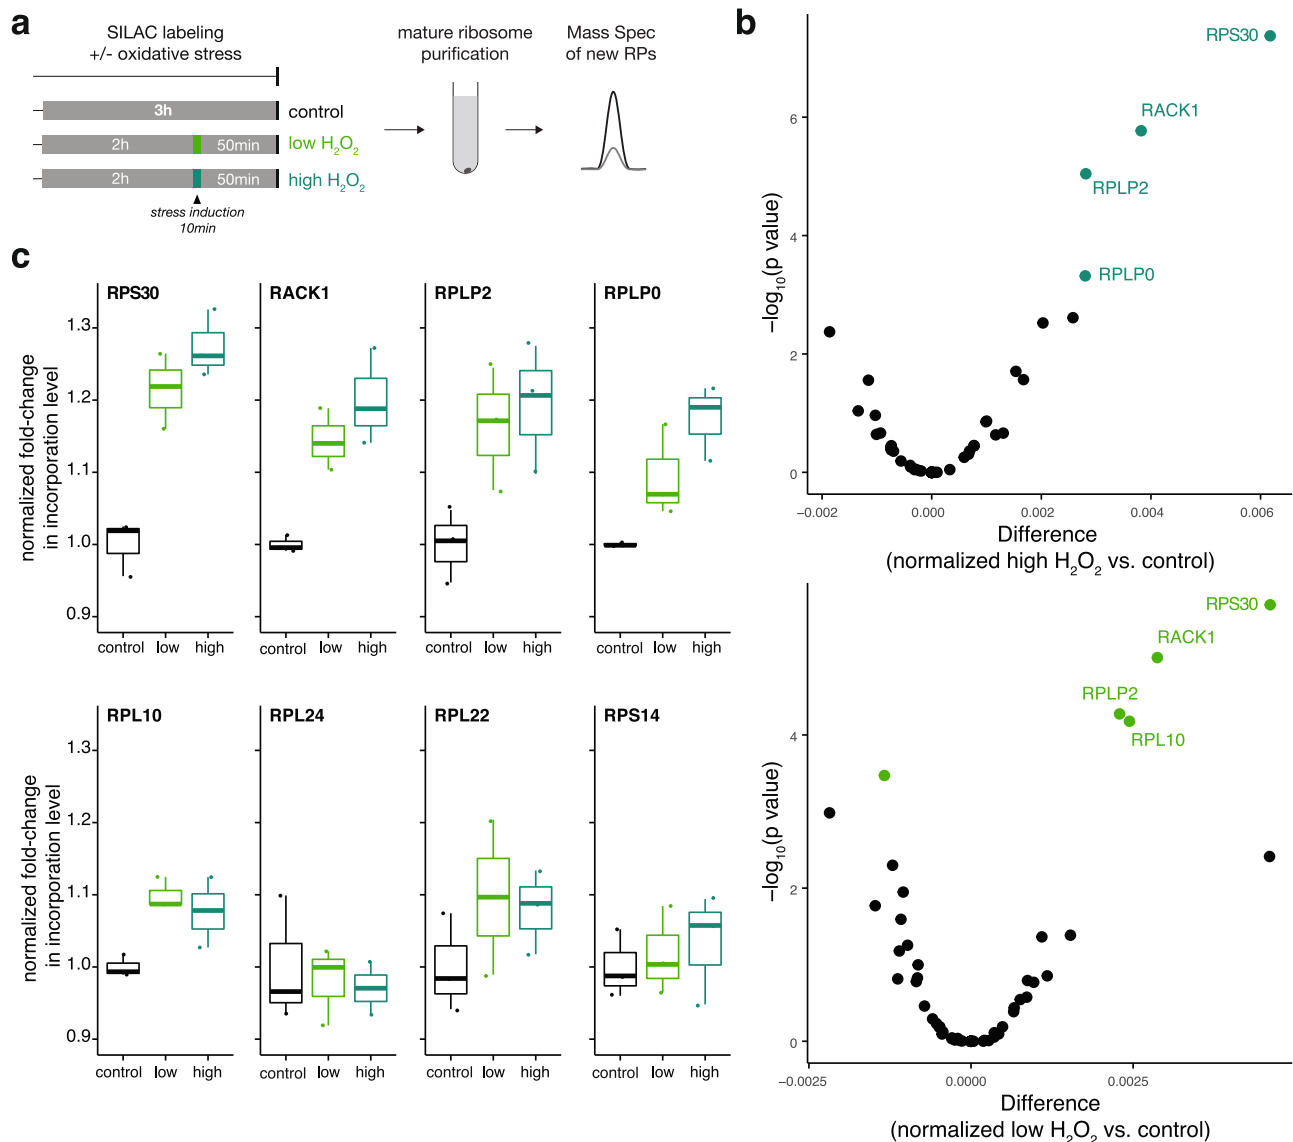 a
SILAC labeling
+/- oxidative stress
3h
control
2h
50min
low H₂O₂
2h
50min
high H₂O₂
stress induction
10min
mature ribosome
purification
Mass Spec
of new RPs
b
RPS30
RACK1
RPLP2
RPLP0
6
4
2
0
−log₁₀(p value)
−0.002
0.000
0.002
0.004
0.006
Difference
(normalized high H₂O₂ vs. control)
RPS30
RACK1
RPLP2
RPL10
4
2
0
−log₁₀(p value)
−0.0025
0.0000
0.0025
Difference
(normalized low H₂O₂ vs. control)
c
normalized fold-change
in incorporation level
1.3
1.2
1.1
1.0
0.9
RPS30
control
low
high
RACK1
control
low
high
RPLP2
control
low
high
RPLP0
control
low
high
normalized fold-change
in incorporation level
1.3
1.2
1.1
1.0
0.9
RPL10
control
low
high
RPL24
control
low
high
RPL22
control
low
high
RPS14
control
low
high